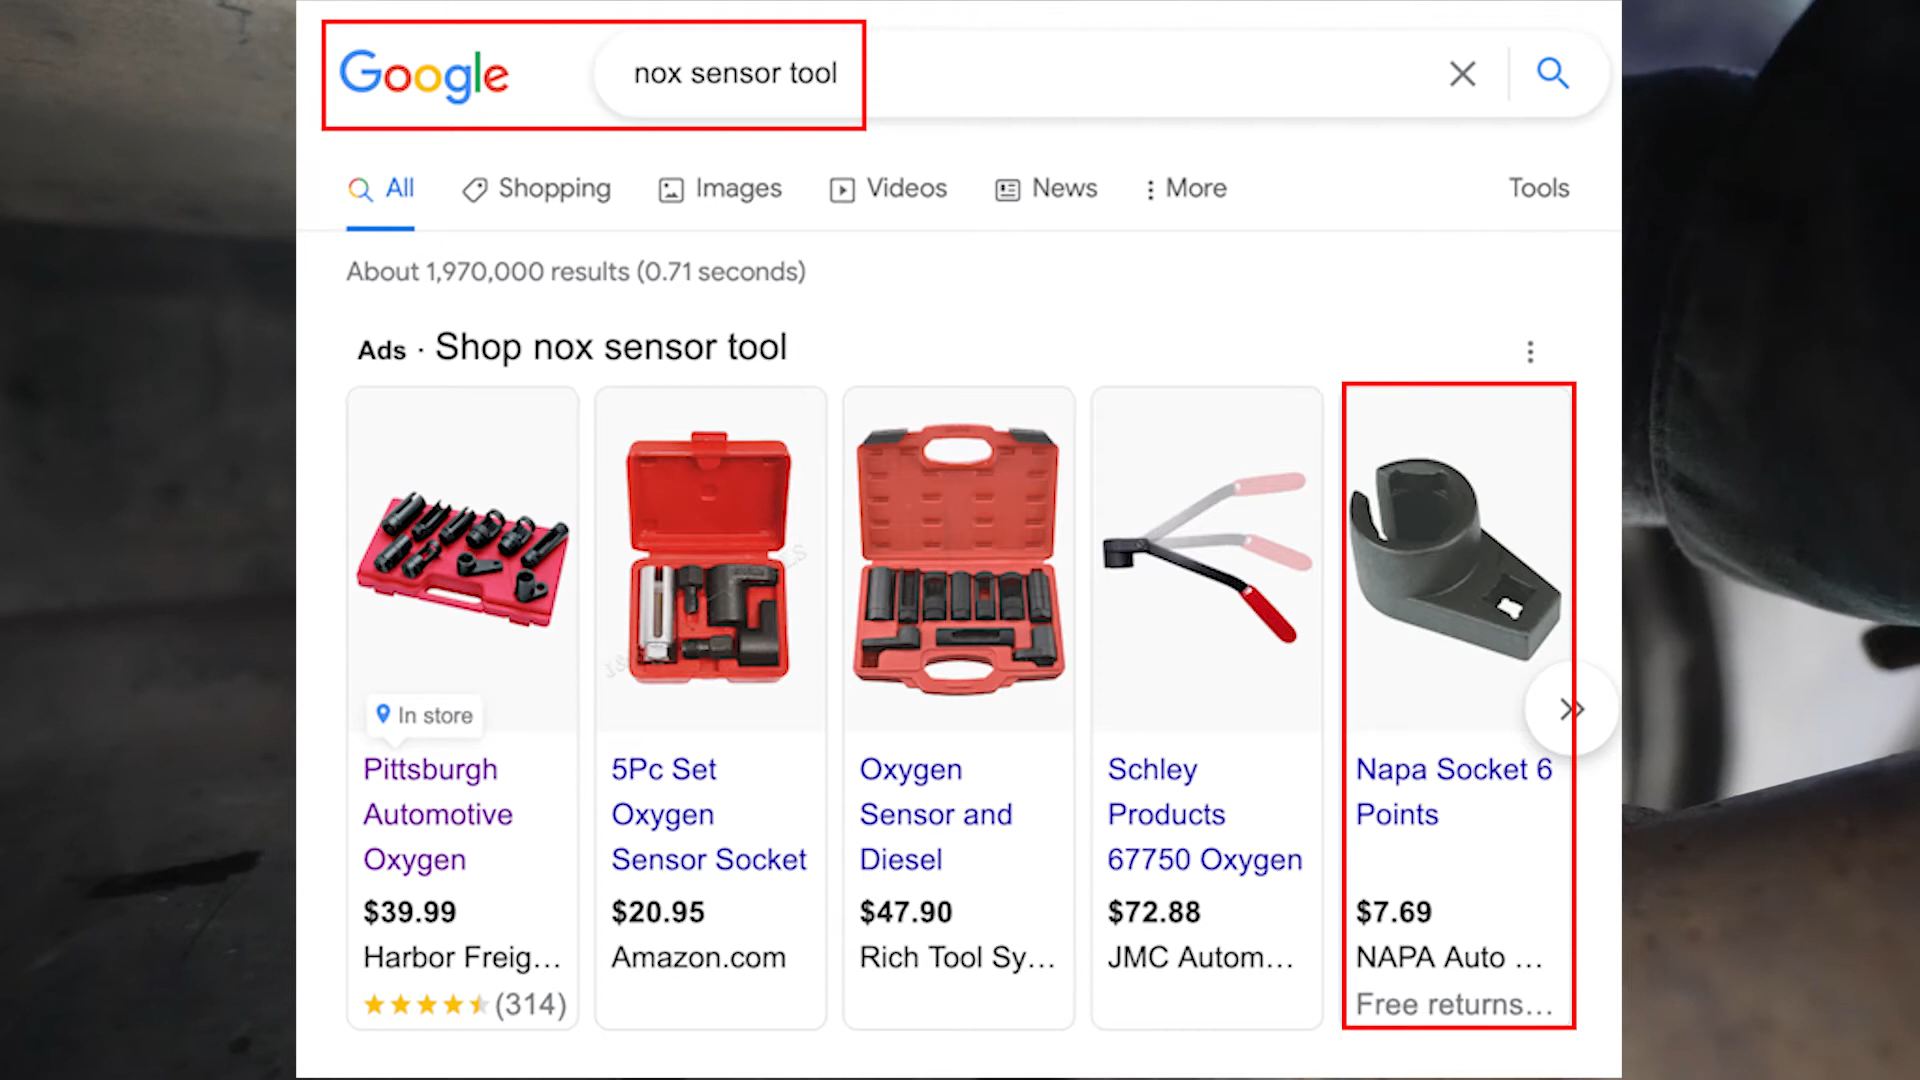 Google
nox sensor tool
All
Shopping
Images
Videos
News
More
Tools
About 1,970,000 results (0.71 seconds)
Ads · Shop nox sensor tool
In store
Pittsburgh
Automotive
Oxygen
$39.99
Harbor Freig...
(314)
5Pc Set
Oxygen
Sensor Socket
$20.95
Amazon.com
Oxygen
Sensor and
Diesel
$47.90
Rich Tool Sy...
Schley
Products
67750 Oxygen
$72.88
JMC Autom...
Napa Socket 6
Points
$7.69
NAPA Auto ...
Free returns...